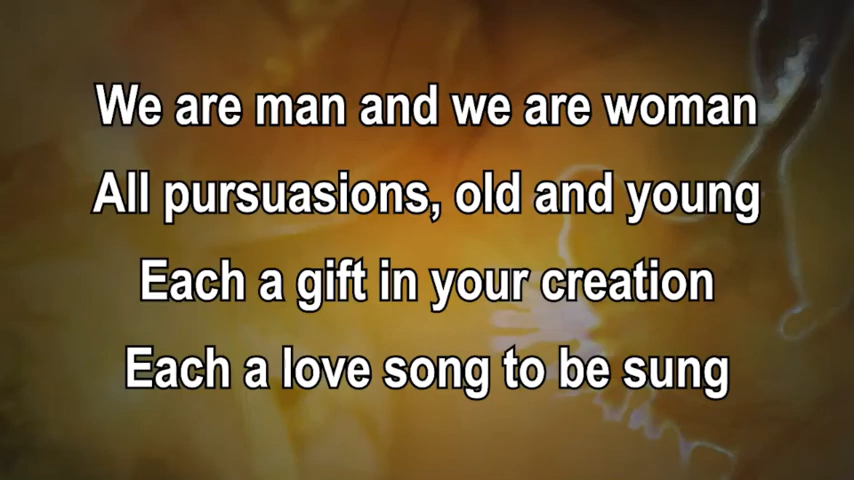 We are man and we are woman
All pursuasions, old and young
Each a gift in your creation
Each a love song to be sung